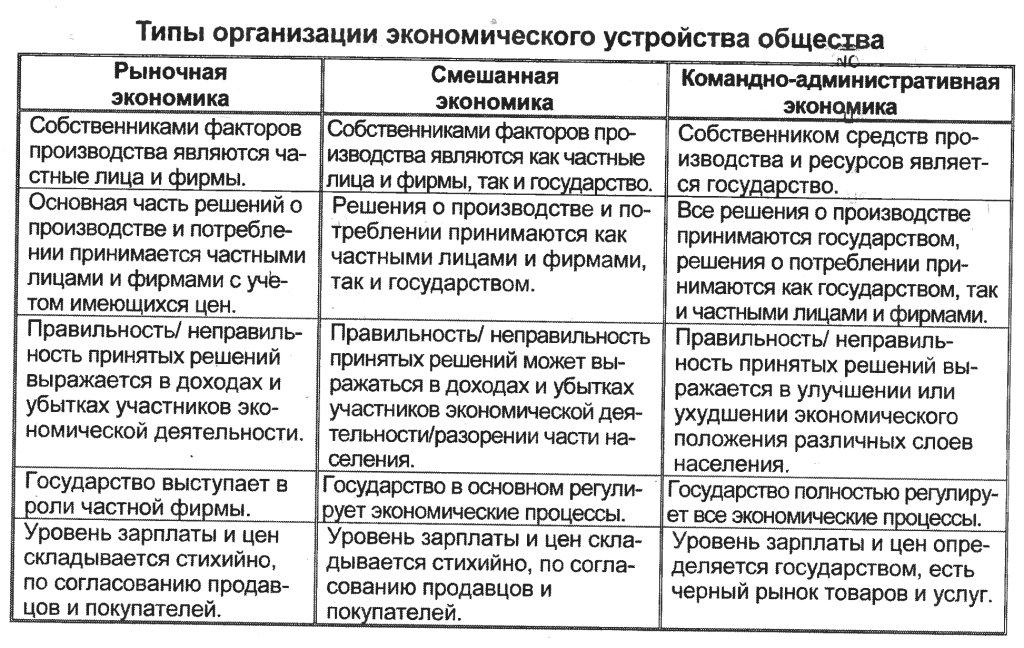 Типы организации экономического устройства общества
Рыночная
экономика
Смешанная
экономика
Командно-административная
экономика
Собственниками факторов
производства являются ча-
стные лица и фирмы.
Собственниками факторов про-
изводства являются как частные
лица и фирмы, так и государство.
Собственником средств про-
изводства и ресурсов являет-
ся государство.
Основная часть решений о
производстве и потребле-
нии принимается частными
лицами и фирмами с учё-
том имеющихся цен.
Решения о производстве и по-
треблении принимаются как
частными лицами и фирмами,
так и государством.
Все решения о производстве
принимаются государством,
решения о потреблении при-
нимаются как государством, так
и частными лицами и фирмами.
Правильность/ неправиль-
ность принятых решений
выражается в доходах и
убытках участников эко-
номической деятельности.
Правильность/ неправильность
принятых решений может вы-
ражаться в доходах и убытках
участников экономической дея-
тельности/разорении части на-
селения.
Правильность/ неправиль-
ность принятых решений вы-
ражается в улучшении или
ухудшении экономического
положения различных слоев
населения.
Государство выступает в
роли частной фирмы.
Государство в основном регули-
рует экономические процессы.
Государство полностью регулиру-
ет все экономические процессы.
Уровень зарплаты и цен
складывается стихийно,
по согласованию продав-
цов и покупателей.
Уровень зарплаты и цен скла-
дывается стихийно, по согла-
сованию продавцов и
покупателей.
Уровень зарплаты и цен опре-
деляется государством, есть
черный рынок товаров и услуг.